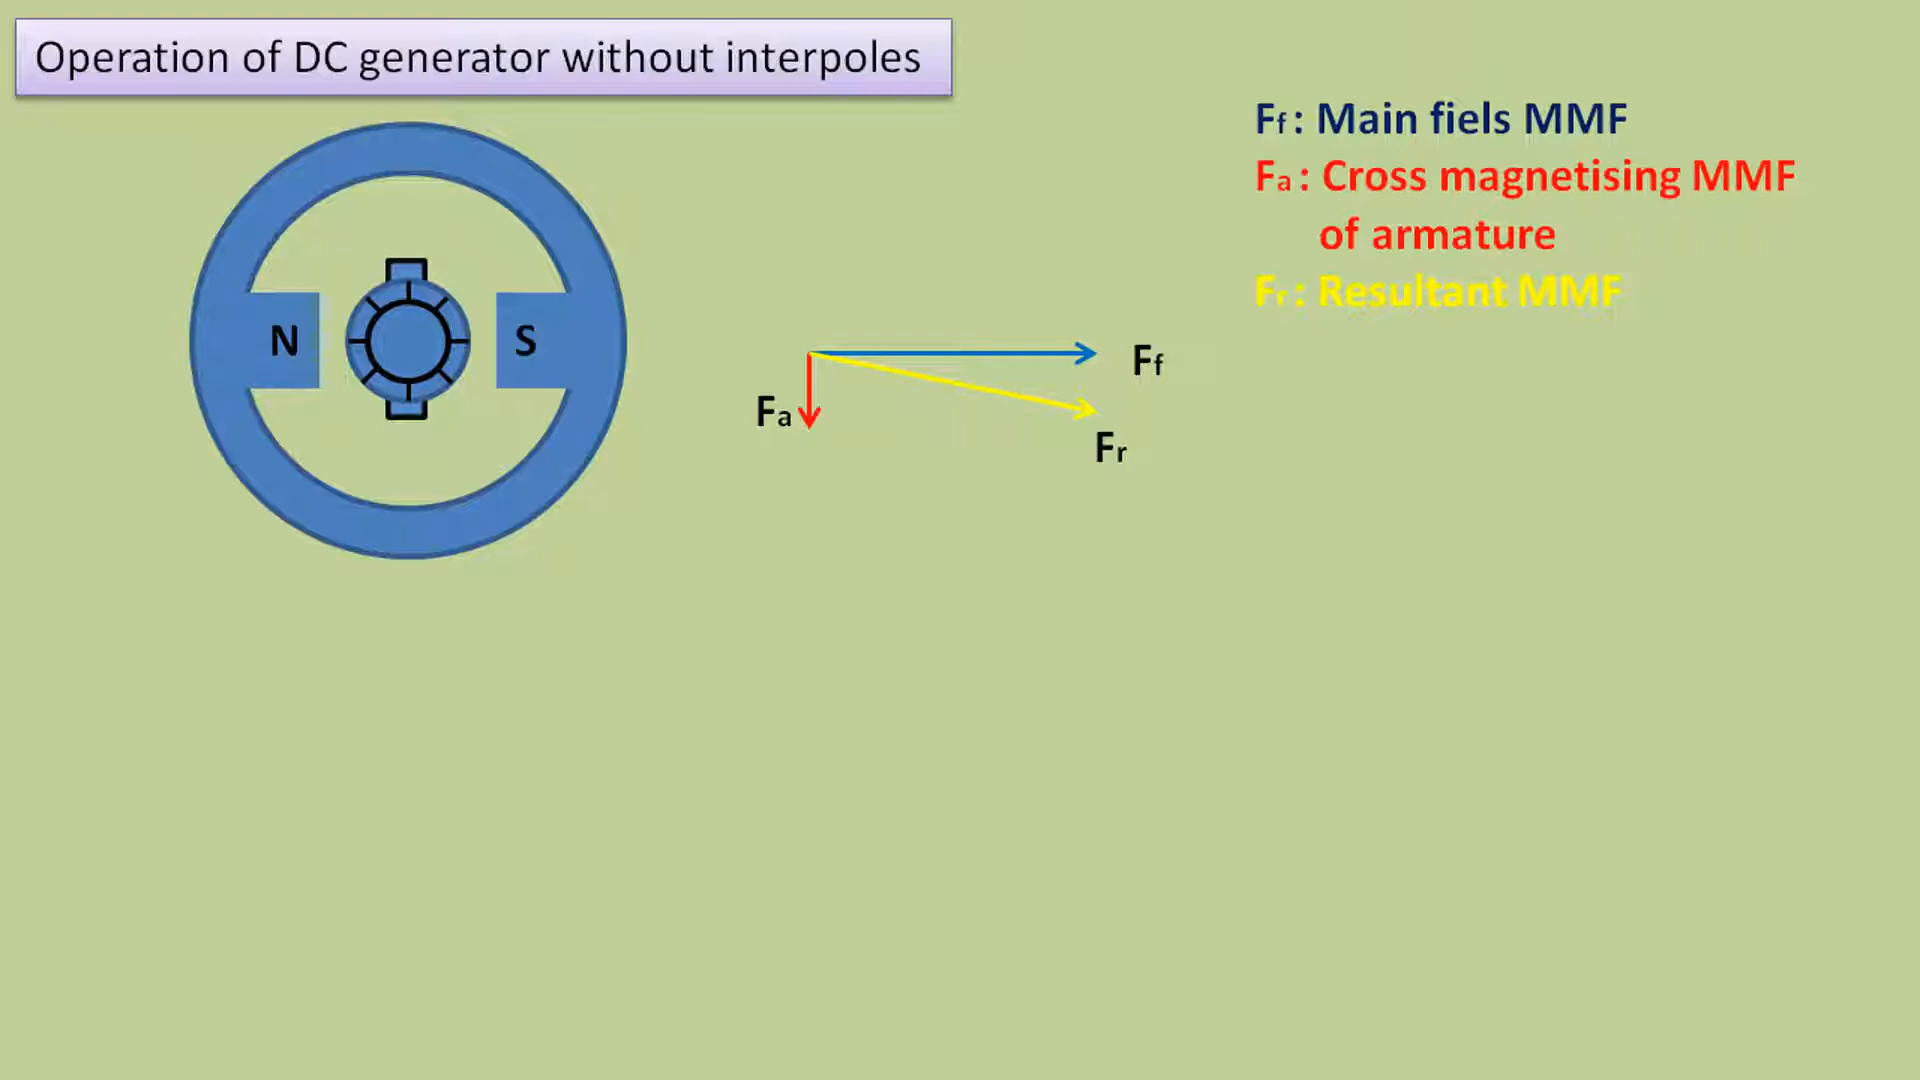 Operation of DC generator without interpoles
Ff : Main fiels MMF
Fa : Cross magnetising MMF
of armature
Fr : Resultant MMF
N
S
Ff
Fa
Fr